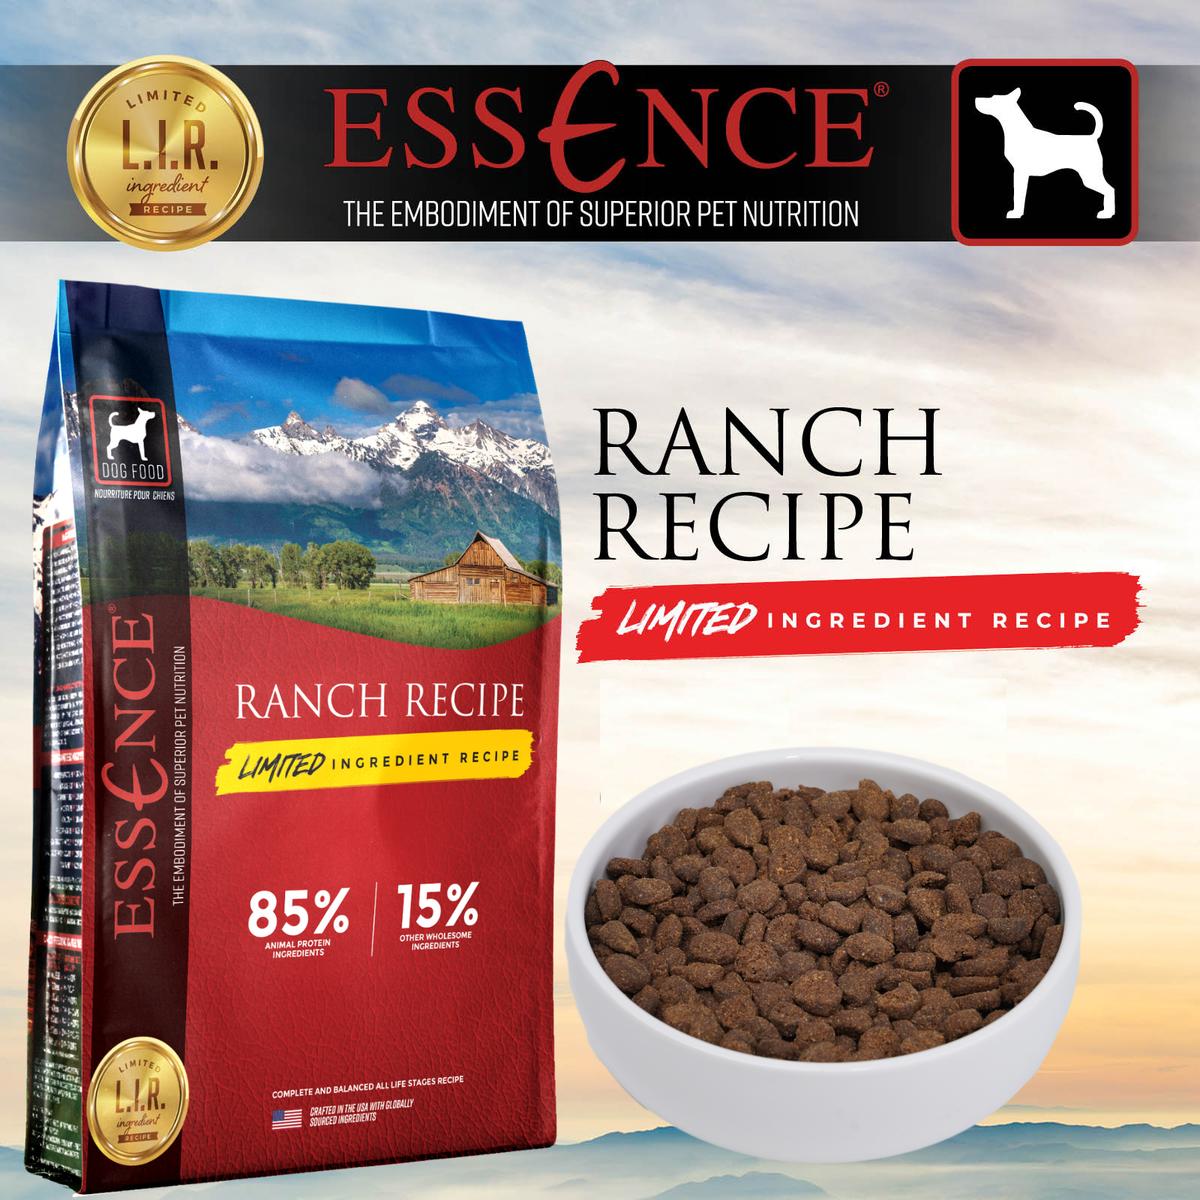 LIMITED
L.I.R.
ingredient
RECIPE
ESSENCE®
THE EMBODIMENT OF SUPERIOR PET NUTRITION
DOG FOOD
NOURRITURE POUR CHIENS
ESSENCE®
THE EMBODIMENT OF SUPERIOR PET NUTRITION
RANCH RECIPE
LIMITED INGREDIENT RECIPE
85%
ANIMAL PROTEIN
INGREDIENTS
15%
OTHER WHOLESOME
INGREDIENTS
COMPLETE AND BALANCED ALL LIFE STAGES RECIPE
CRAFTED IN THE USA WITH GLOBALLY
SOURCED INGREDIENTS
LIMITED
L.I.R.
ingredient
RECIPE
RANCH
RECIPE
LIMITED INGREDIENT RECIPE